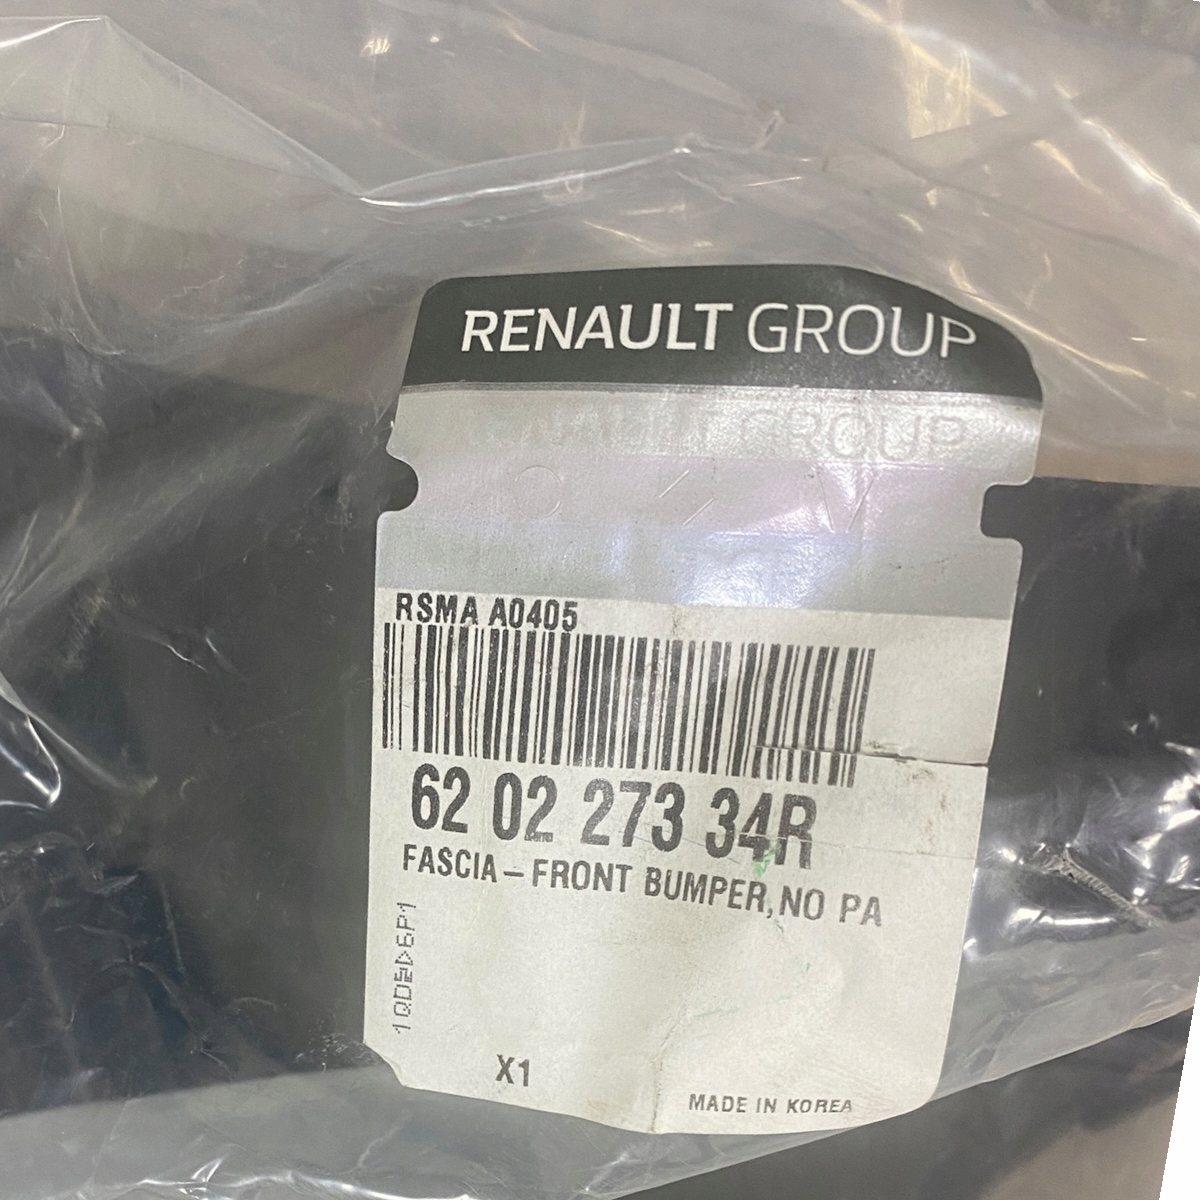 RENAULT GROUP
RSMA A0405
62 02 273 34R
FASCIA – FRONT BUMPER,NO PA
X1
MADE IN KOREA